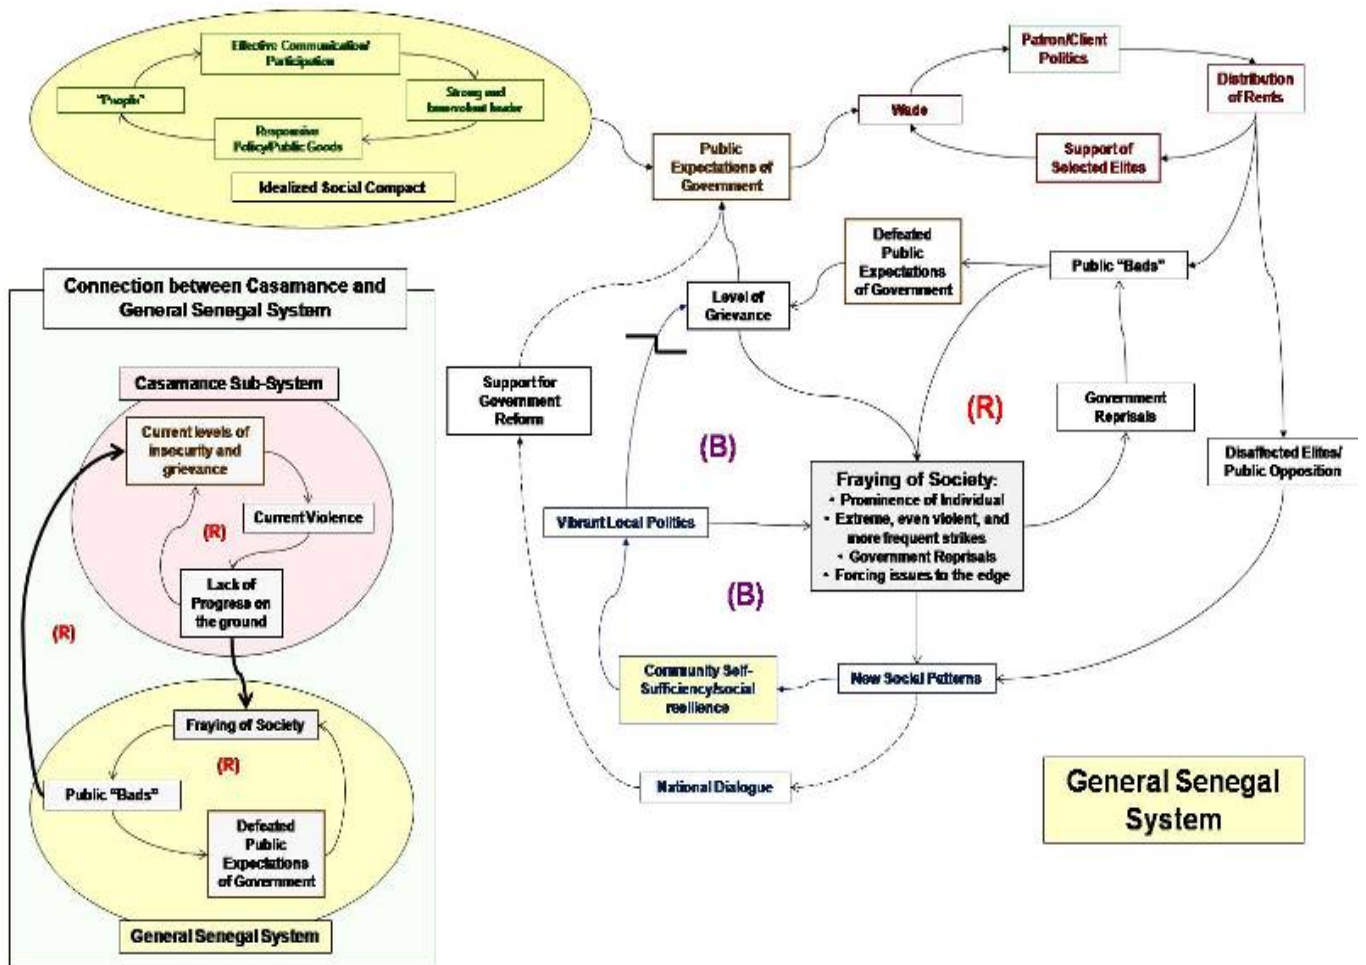 Effective Communication/
Participation
"People"
Strong and
benevolent leader
Responsive
Policy/Public Goods
Idealized Social Compact
Public
Expectations of
Government
Wade
Patron/Client
Politics
Distribution
of Rents
Support of
Selected Elites
Defeated
Public
Expectations
of Government
Public "Bads"
Level of
Grievance
Support for
Government
Reform
Government
Reprisals
(R)
(B)
Disaffected Elites/
Public Opposition
Fraying of Society:
• Prominence of Individual
• Extreme, even violent, and
more frequent strikes
• Government Reprisals
• Forcing issues to the edge
Vibrant Local Politics
(B)
Community Self-
Sufficiency/social
resilience
New Social Patterns
National Dialogue
General Senegal
System
Connection between Casamance and
General Senegal System
Casamance Sub-System
Current levels of
insecurity and
grievance
Current Violence
(R)
Lack of
Progress on
the ground
(R)
Fraying of Society
(R)
Public "Bads"
Defeated
Public
Expectations
of Government
General Senegal System